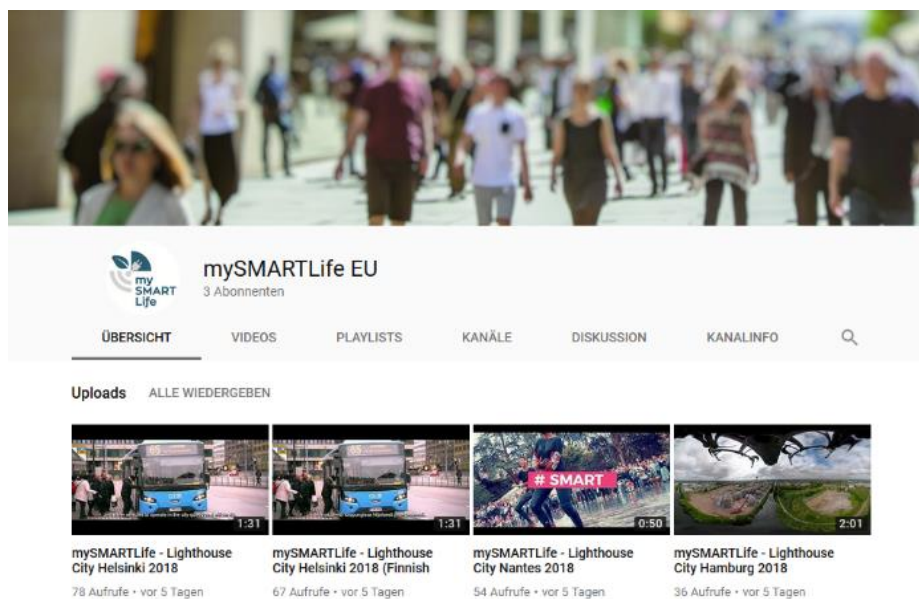 my
SMART
Life
mySMARTLife EU
3 Abonnenten
ÜBERSICHT VIDEOS PLAYLISTS KANÄLE DISKUSSION KANALINFO
Uploads ALLE WIEDERGEBEN
# SMART
1:31 1:31 0:50 2:01
mySMARTLife - Lighthouse City Helsinki 2018
78 Aufrufe • vor 5 Tagen
mySMARTLife - Lighthouse City Helsinki 2018 (Finnish
67 Aufrufe • vor 5 Tagen
mySMARTLife - Lighthouse City Nantes 2018
54 Aufrufe • vor 5 Tagen
mySMARTLife - Lighthouse City Hamburg 2018
36 Aufrufe • vor 5 Tagen